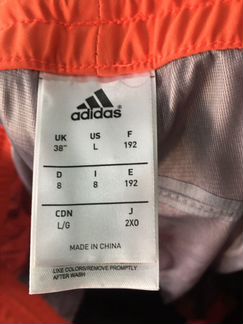 adidas
UK US F
38" L 192
D I E
8 8 192
CDN J
L/G 2XO
MADE IN CHINA
LIKE COLORS/REMOVE PROMPTLY
AFTER WASH